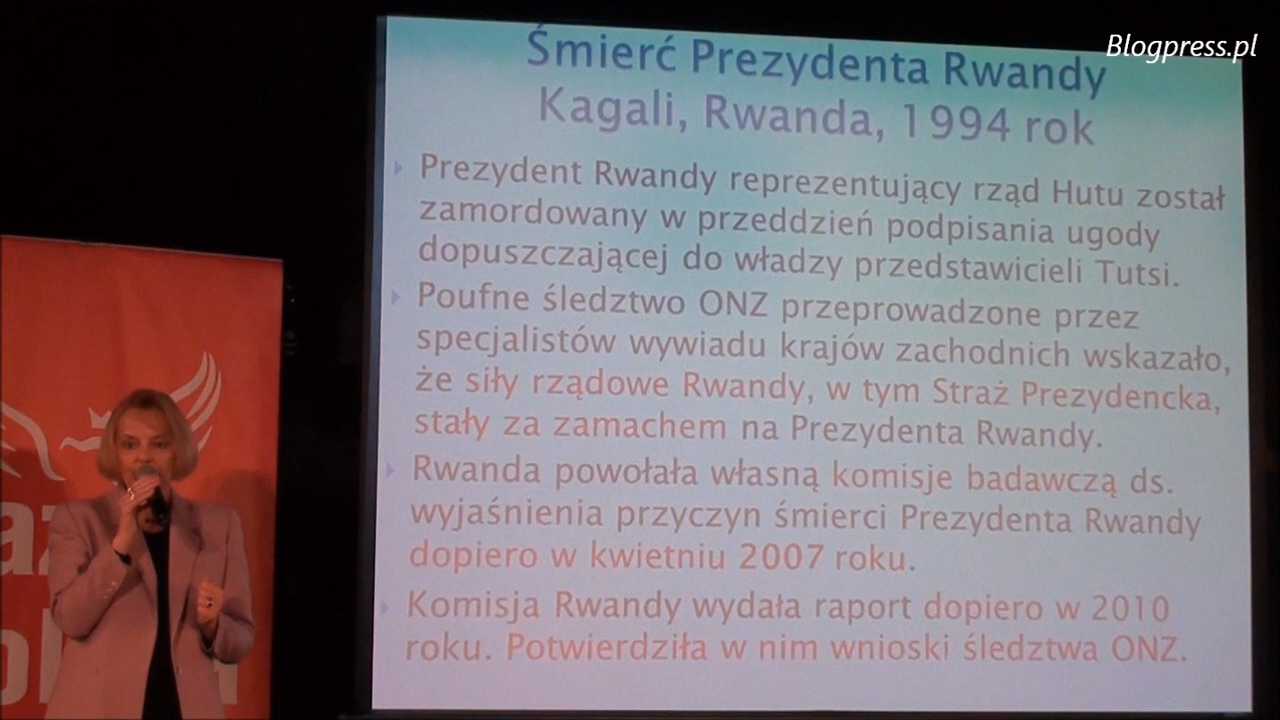 Blogpress.pl
Śmierć Prezydenta Rwandy
Kagali, Rwanda, 1994 rok
Prezydent Rwandy reprezentujący rząd Hutu został
zamordowany w przeddzień podpisania ugody
dopuszczającej do władzy przedstawicieli Tutsi.
Poufne śledztwo ONZ przeprowadzone przez
specjalistów wywiadu krajów zachodnich wskazało,
że siły rządowe Rwandy, w tym Straż Prezydencka,
stały za zamachem na Prezydenta Rwandy.
Rwanda powołała własną komisje badawczą ds.
wyjaśnienia przyczyn śmierci Prezydenta Rwandy
dopiero w kwietniu 2007 roku.
Komisja Rwandy wydała raport dopiero w 2010
roku. Potwierdziła w nim wnioski śledztwa ONZ.